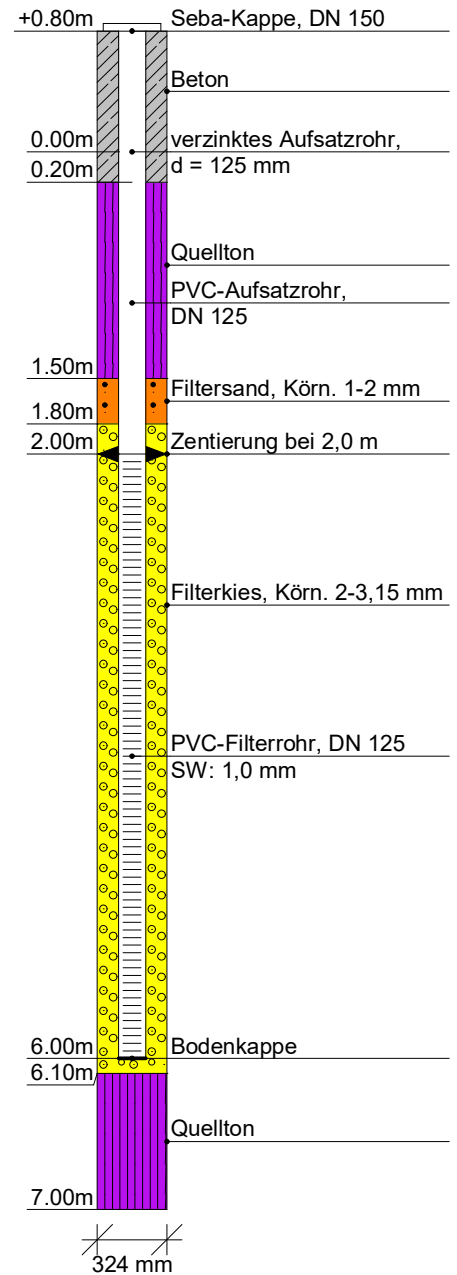 +0.80m
Seba-Kappe, DN 150
Beton
0.00m
verzinktes Aufsatzrohr,
d = 125 mm
0.20m
Quellton
PVC-Aufsatzrohr,
DN 125
1.50m
Filtersand, Körn. 1-2 mm
1.80m
2.00m
Zentierung bei 2,0 m
Filterkies, Körn. 2-3,15 mm
PVC-Filterrohr, DN 125
SW: 1,0 mm
6.00m
Bodenkappe
6.10m
Quellton
7.00m
324 mm